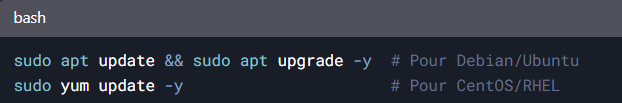 bash
sudo apt update && sudo apt upgrade -y  # Pour Debian/Ubuntu
sudo yum update -y                      # Pour CentOS/RHEL